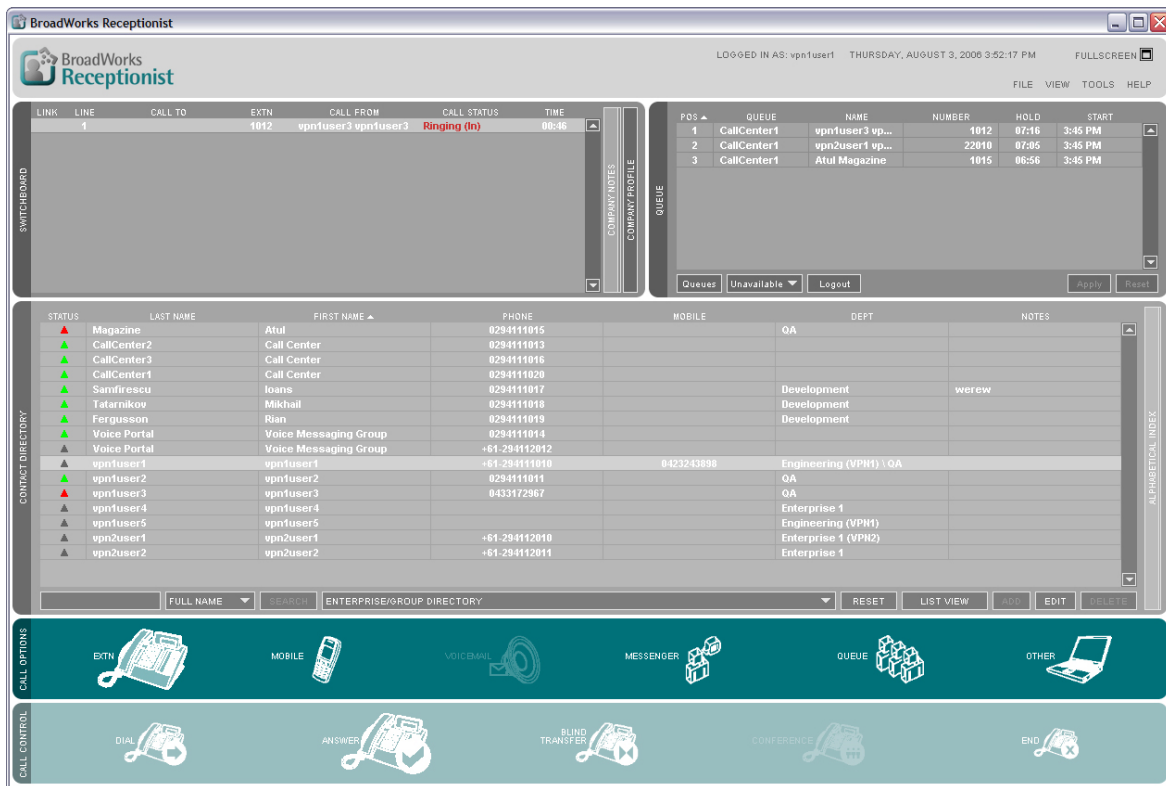 BroadWorks Receptionist
BroadWorks
Receptionist
LOGGED IN AS: vpn1user1 THURSDAY, AUGUST 3, 2006 3:52:17 PM FULLSCREEN
FILE VIEW TOOLS HELP
SWITCHBOARD
LINK LINE CALL TO EXTN CALL FROM CALL STATUS TIME
1 1012 vpn1user3 vpn1user3 Ringing (In) 00:46
COMPANY NOTES
COMPANY PROFILE
QUEUE
POS QUEUE NAME NUMBER HOLD START
1 CallCenter1 vpn1user3 vp... 1012 07:16 3:45 PM
2 CallCenter1 vpn2user1 vp... 22010 07:05 3:45 PM
3 CallCenter1 Atul Magazine 1015 06:56 3:45 PM
Queues Unavailable Logout Apply Reset
CONTACT DIRECTORY
STATUS LAST NAME FIRST NAME PHONE MOBILE DEPT NOTES
Magazine Atul 0294111015 QA
CallCenter2 Call Center 0294111013
CallCenter3 Call Center 0294111016
CallCenter1 Call Center 0294111020
Samfirescu Ioans 0294111017 Development werew
Tatarnikov Mikhail 0294111018 Development
Fergusson Rian 0294111019 Development
Voice Portal Voice Messaging Group 0294111014
Voice Portal Voice Messaging Group +61-294112012
vpn1user1 vpn1user1 +61-294111010 0423243898 Engineering (VPN1) \ QA
vpn1user2 vpn1user2 0294111011 QA
vpn1user3 vpn1user3 0433172967 QA
vpn1user4 vpn1user4 Enterprise 1
vpn1user5 vpn1user5 Engineering (VPN1)
vpn2user1 vpn2user1 +61-294112010 Enterprise 1 (VPN2)
vpn2user2 vpn2user2 +61-294112011 Enterprise 1
ALPHABETICAL INDEX
FULL NAME SEARCH ENTERPRISE/GROUP DIRECTORY RESET LIST VIEW ADD EDIT DELETE
CALL OPTIONS
EXTN MOBILE VOICEMAIL MESSENGER QUEUE OTHER
CALL CONTROL
DIAL ANSWER BLIND TRANSFER CONFERENCE END